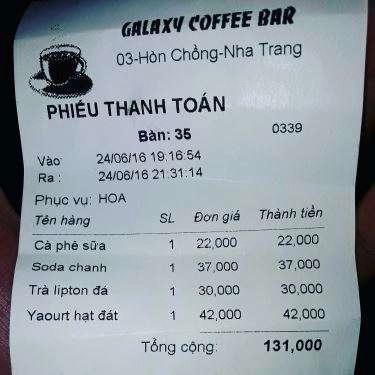 GALAXY COFFEE BAR
03-Hòn Chồng-Nha Trang
PHIẾU THANH TOÁN
Bàn: 35 0339
Vào 24/06/16 19:16:54
Ra : 24/06/16 21:31:14
Phục vụ: HOA
Tên hàng SL Đơn giá Thành tiền
Cà phê sữa 1 22,000 22,000
Soda chanh 1 37,000 37,000
Trà lipton đá 1 30,000 30,000
Yaourt hạt đát 1 42,000 42,000
Tổng cộng: 131,000